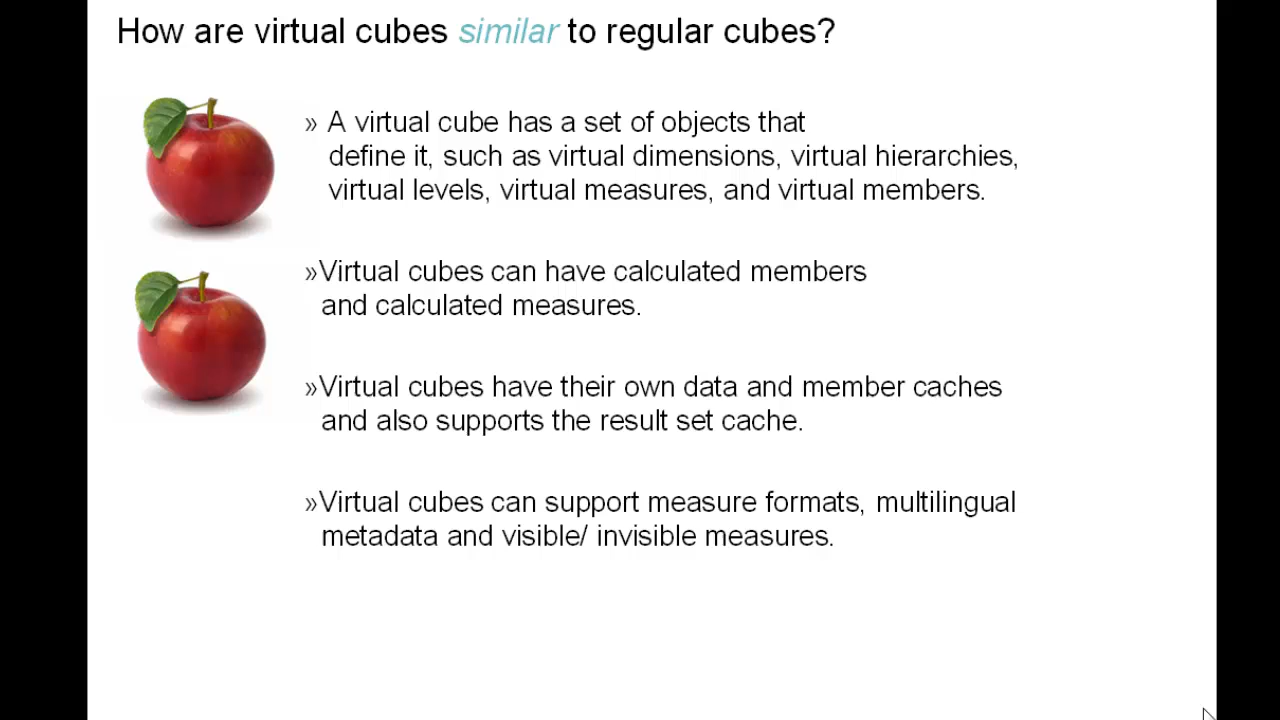 How are virtual cubes similar to regular cubes?
» A virtual cube has a set of objects that
define it, such as virtual dimensions, virtual hierarchies,
virtual levels, virtual measures, and virtual members.
»Virtual cubes can have calculated members
and calculated measures.
»Virtual cubes have their own data and member caches
and also supports the result set cache.
»Virtual cubes can support measure formats, multilingual
metadata and visible/ invisible measures.